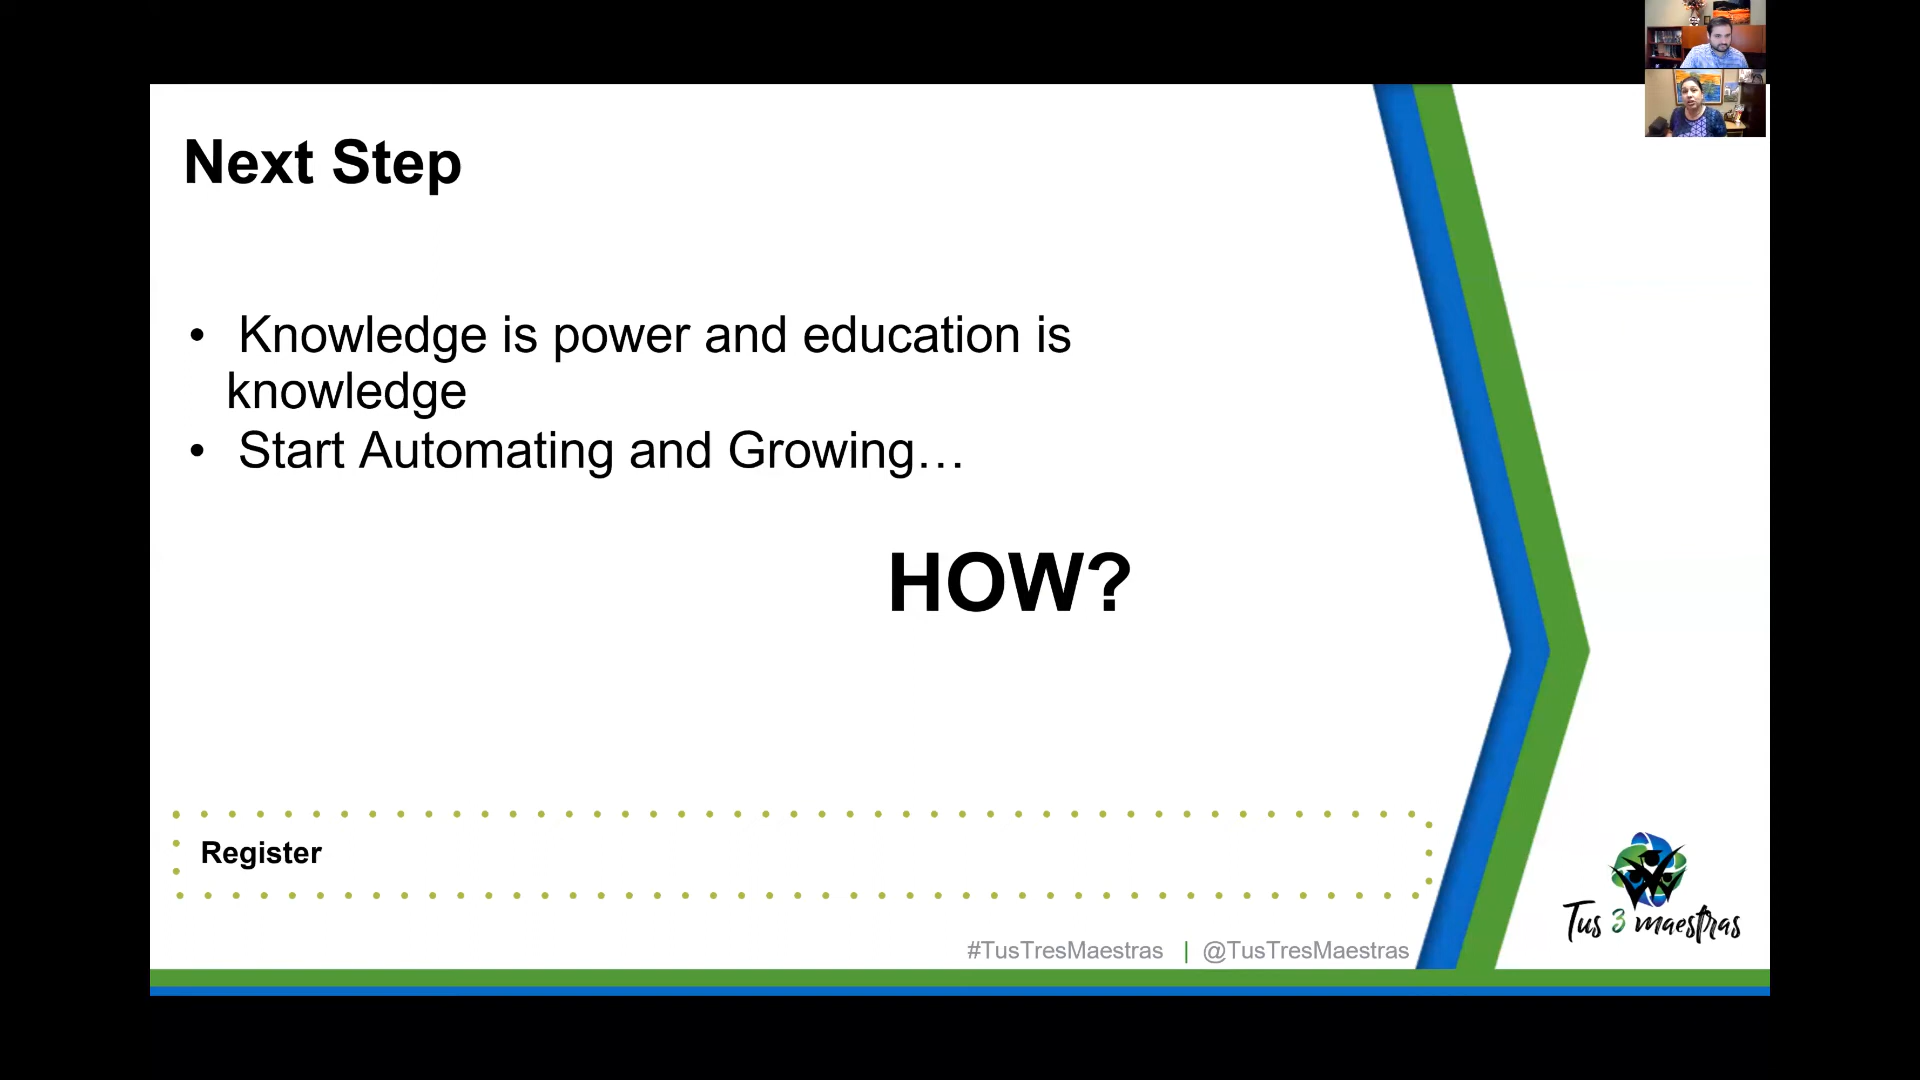 Next Step
• Knowledge is power and education is
knowledge
• Start Automating and Growing…
HOW?
Register
#TusTresMaestras | @TusTresMaestras
Tus 3 maestras